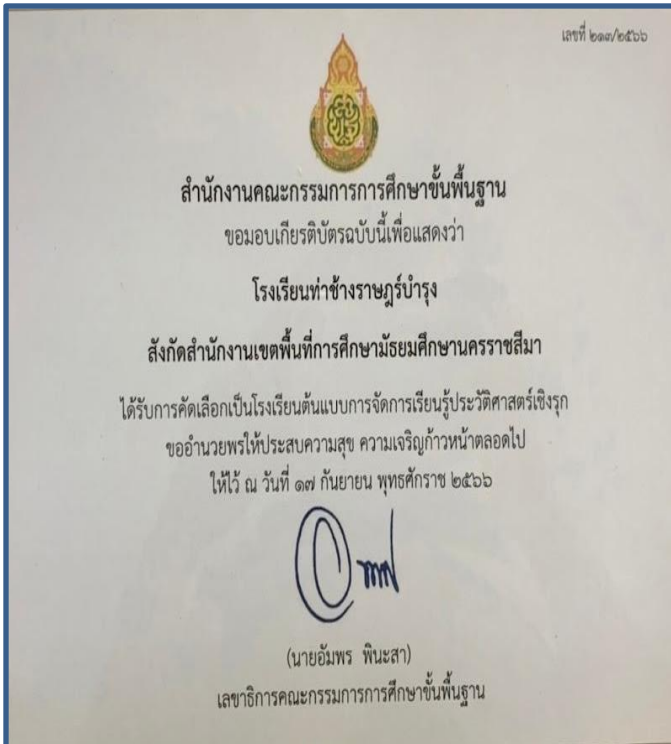 เลขที่ ๒๑๓/๒๕๖๖
สำนักงานคณะกรรมการการศึกษาขั้นพื้นฐาน
ขอมอบเกียรติบัตรฉบับนี้เพื่อแสดงว่า
โรงเรียนท่าช้างราษฎร์บำรุง
สังกัดสำนักงานเขตพื้นที่การศึกษามัธยมศึกษานครราชสีมา
ได้รับการคัดเลือกเป็นโรงเรียนต้นแบบการจัดการเรียนรู้ประวัติศาสตร์เชิงรุก
ขออำนวยพรให้ประสบความสุข ความเจริญก้าวหน้าตลอดไป
ให้ไว้ ณ วันที่ ๑๗ กันยายน พุทธศักราช ๒๕๖๖
(นายอัมพร พินะสา)
เลขาธิการคณะกรรมการการศึกษาขั้นพื้นฐาน